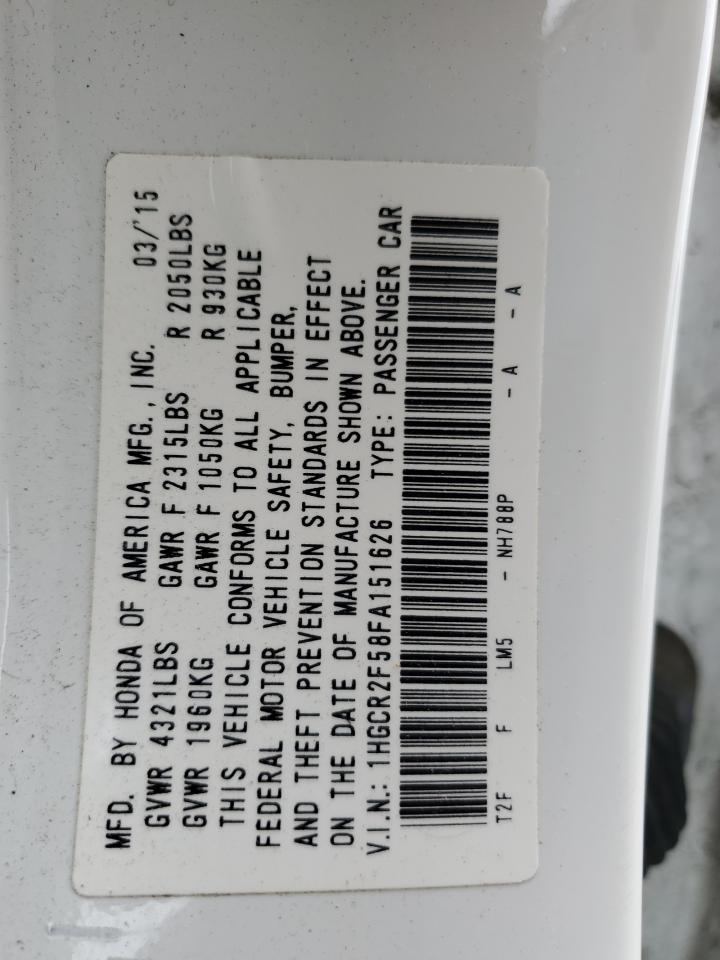 MFD. BY HONDA OF AMERICA MFG., INC. 03/'15
GVWR 4321LBS GAWR F 2315LBS R 2050LBS
GVWR 1960KG GAWR F 1050KG R 930KG
THIS VEHICLE CONFORMS TO ALL APPLICABLE
FEDERAL MOTOR VEHICLE SAFETY, BUMPER,
AND THEFT PREVENTION STANDARDS IN EFFECT
ON THE DATE OF MANUFACTURE SHOWN ABOVE.
V.I.N.: 1HGCR2F58FA151626 TYPE: PASSENGER CAR
T2F F LM5 - NH788P - A - A